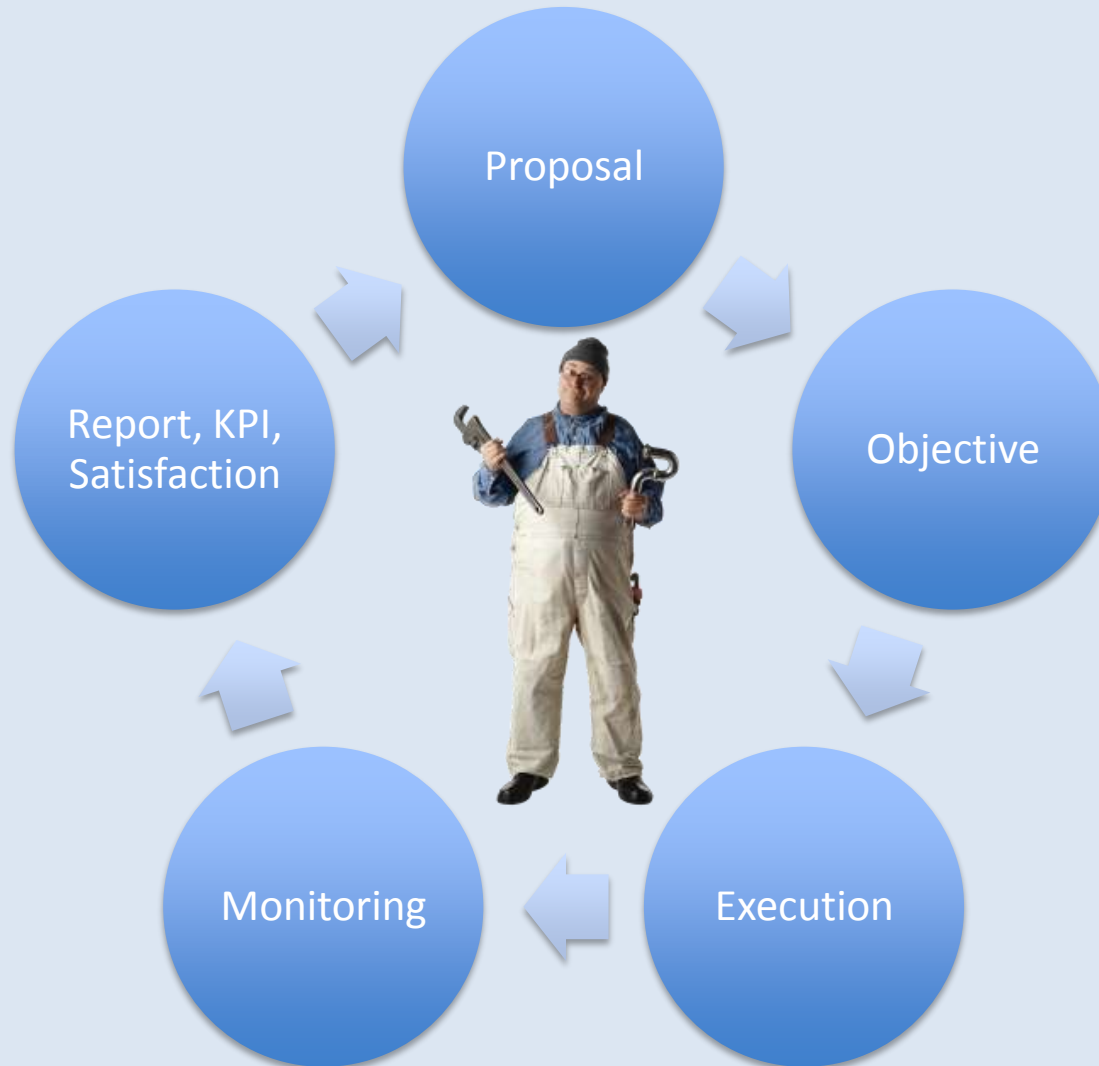 Proposal
Objective
Execution
Monitoring
Report, KPI,
Satisfaction